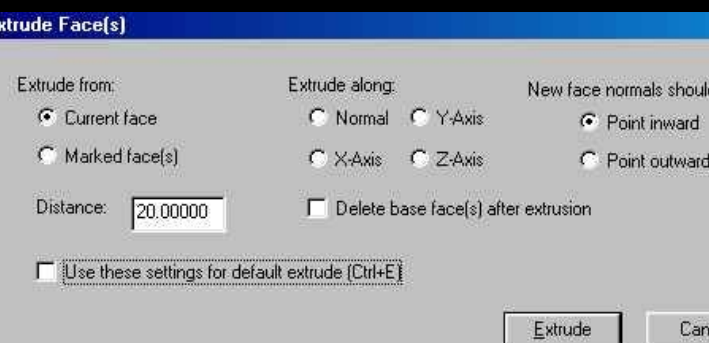 xtrude Face(s)
Extrude from:
Current face
Marked face(s)
Extrude along:
Normal
Y-Axis
X-Axis
Z-Axis
New face normals shoul
Point inward
Point outward
Distance:
20.00000
Delete base face(s) after extrusion
Use these settings for default extrude (Ctrl+E)
Extrude
Can